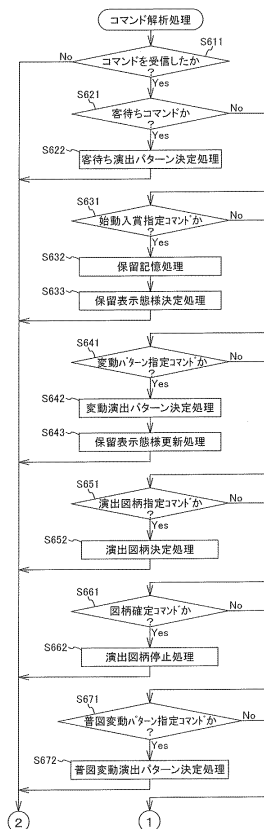 コマンド解析処理
S611
No
コマンドを受信したか
?
Yes
S621
No
客待ちコマンドか
?
Yes
S622
客待ち演出パターン決定処理
S631
No
始動入賞指定コマンドか
?
Yes
S632
保留記憶処理
S633
保留表示態様決定処理
S641
No
変動パターン指定コマンドか
?
Yes
S642
変動演出パターン決定処理
S643
保留表示態様更新処理
S651
No
演出図柄指定コマンドか
?
Yes
S652
演出図柄決定処理
S661
No
図柄確定コマンドか
?
Yes
S662
演出図柄停止処理
S671
No
普図変動パターン指定コマンドか
?
Yes
S672
普図変動演出パターン決定処理
2
1